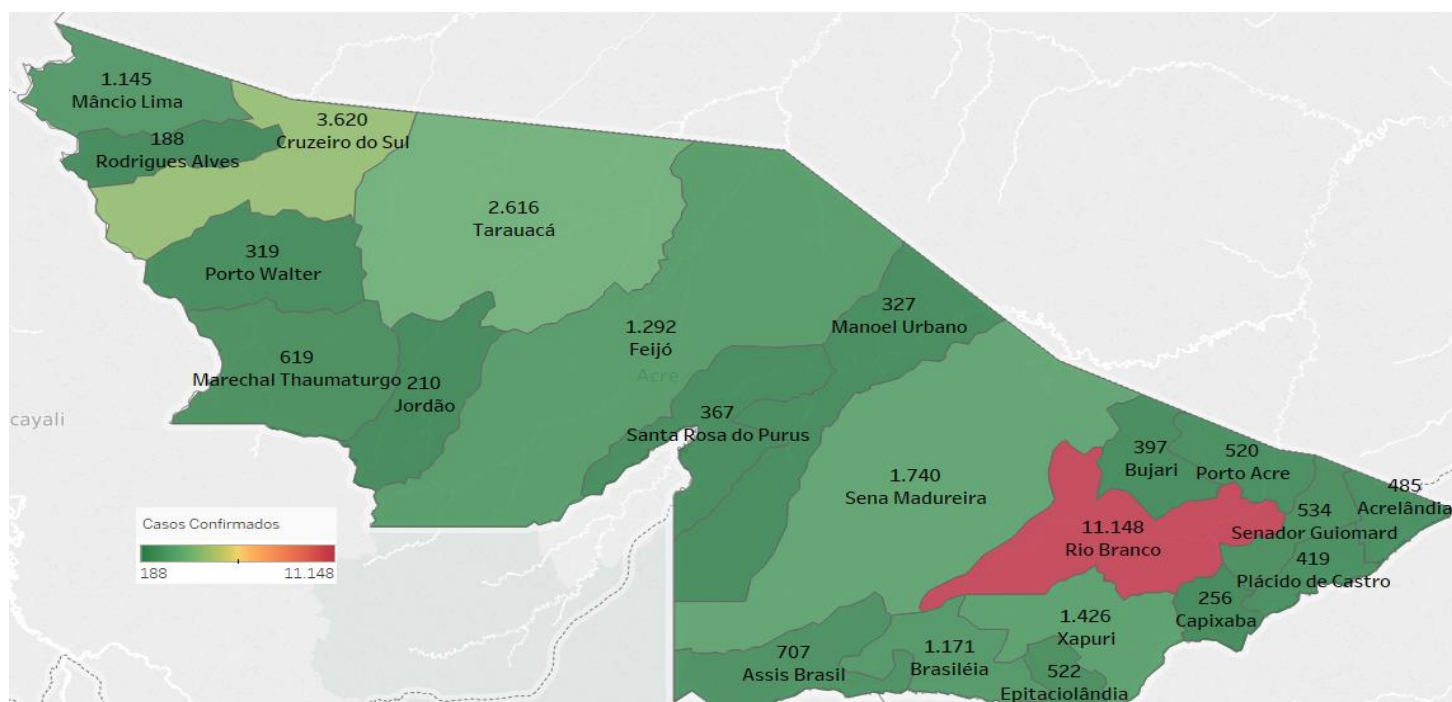 1.145
Mâncio Lima
188
Rodrigues Alves
3.620
Cruzeiro do Sul
2.616
Tarauacá
319
Porto Walter
327
Manoel Urbano
1.292
Feijó
Acre
619
Marechal Thaumaturgo
210
Jordão
cayali
367
Santa Rosa do Purus
1.740
Sena Madureira
397
Bujari
520
Porto Acre
485
Acrelândia
534
Senador Guiomard
11.148
Rio Branco
419
Plácido de Castro
256
Capixaba
1.426
Xapuri
707
Assis Brasil
1.171
Brasiléia
522
Epitaciolândia
Casos Confirmados
188 11.148